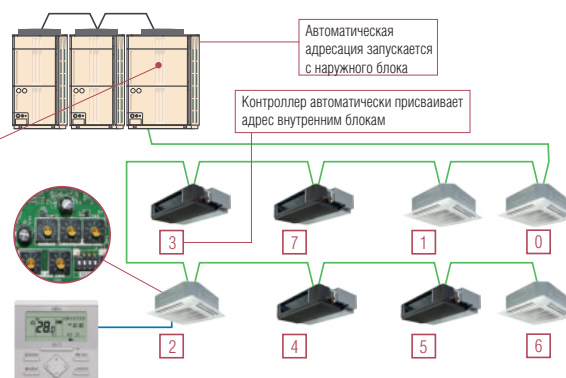 Автоматическая
адресация запускается
с наружного блока
Контроллер автоматически присваивает
адрес внутренним блокам
3
7
1
0
28.0
2
4
5
6